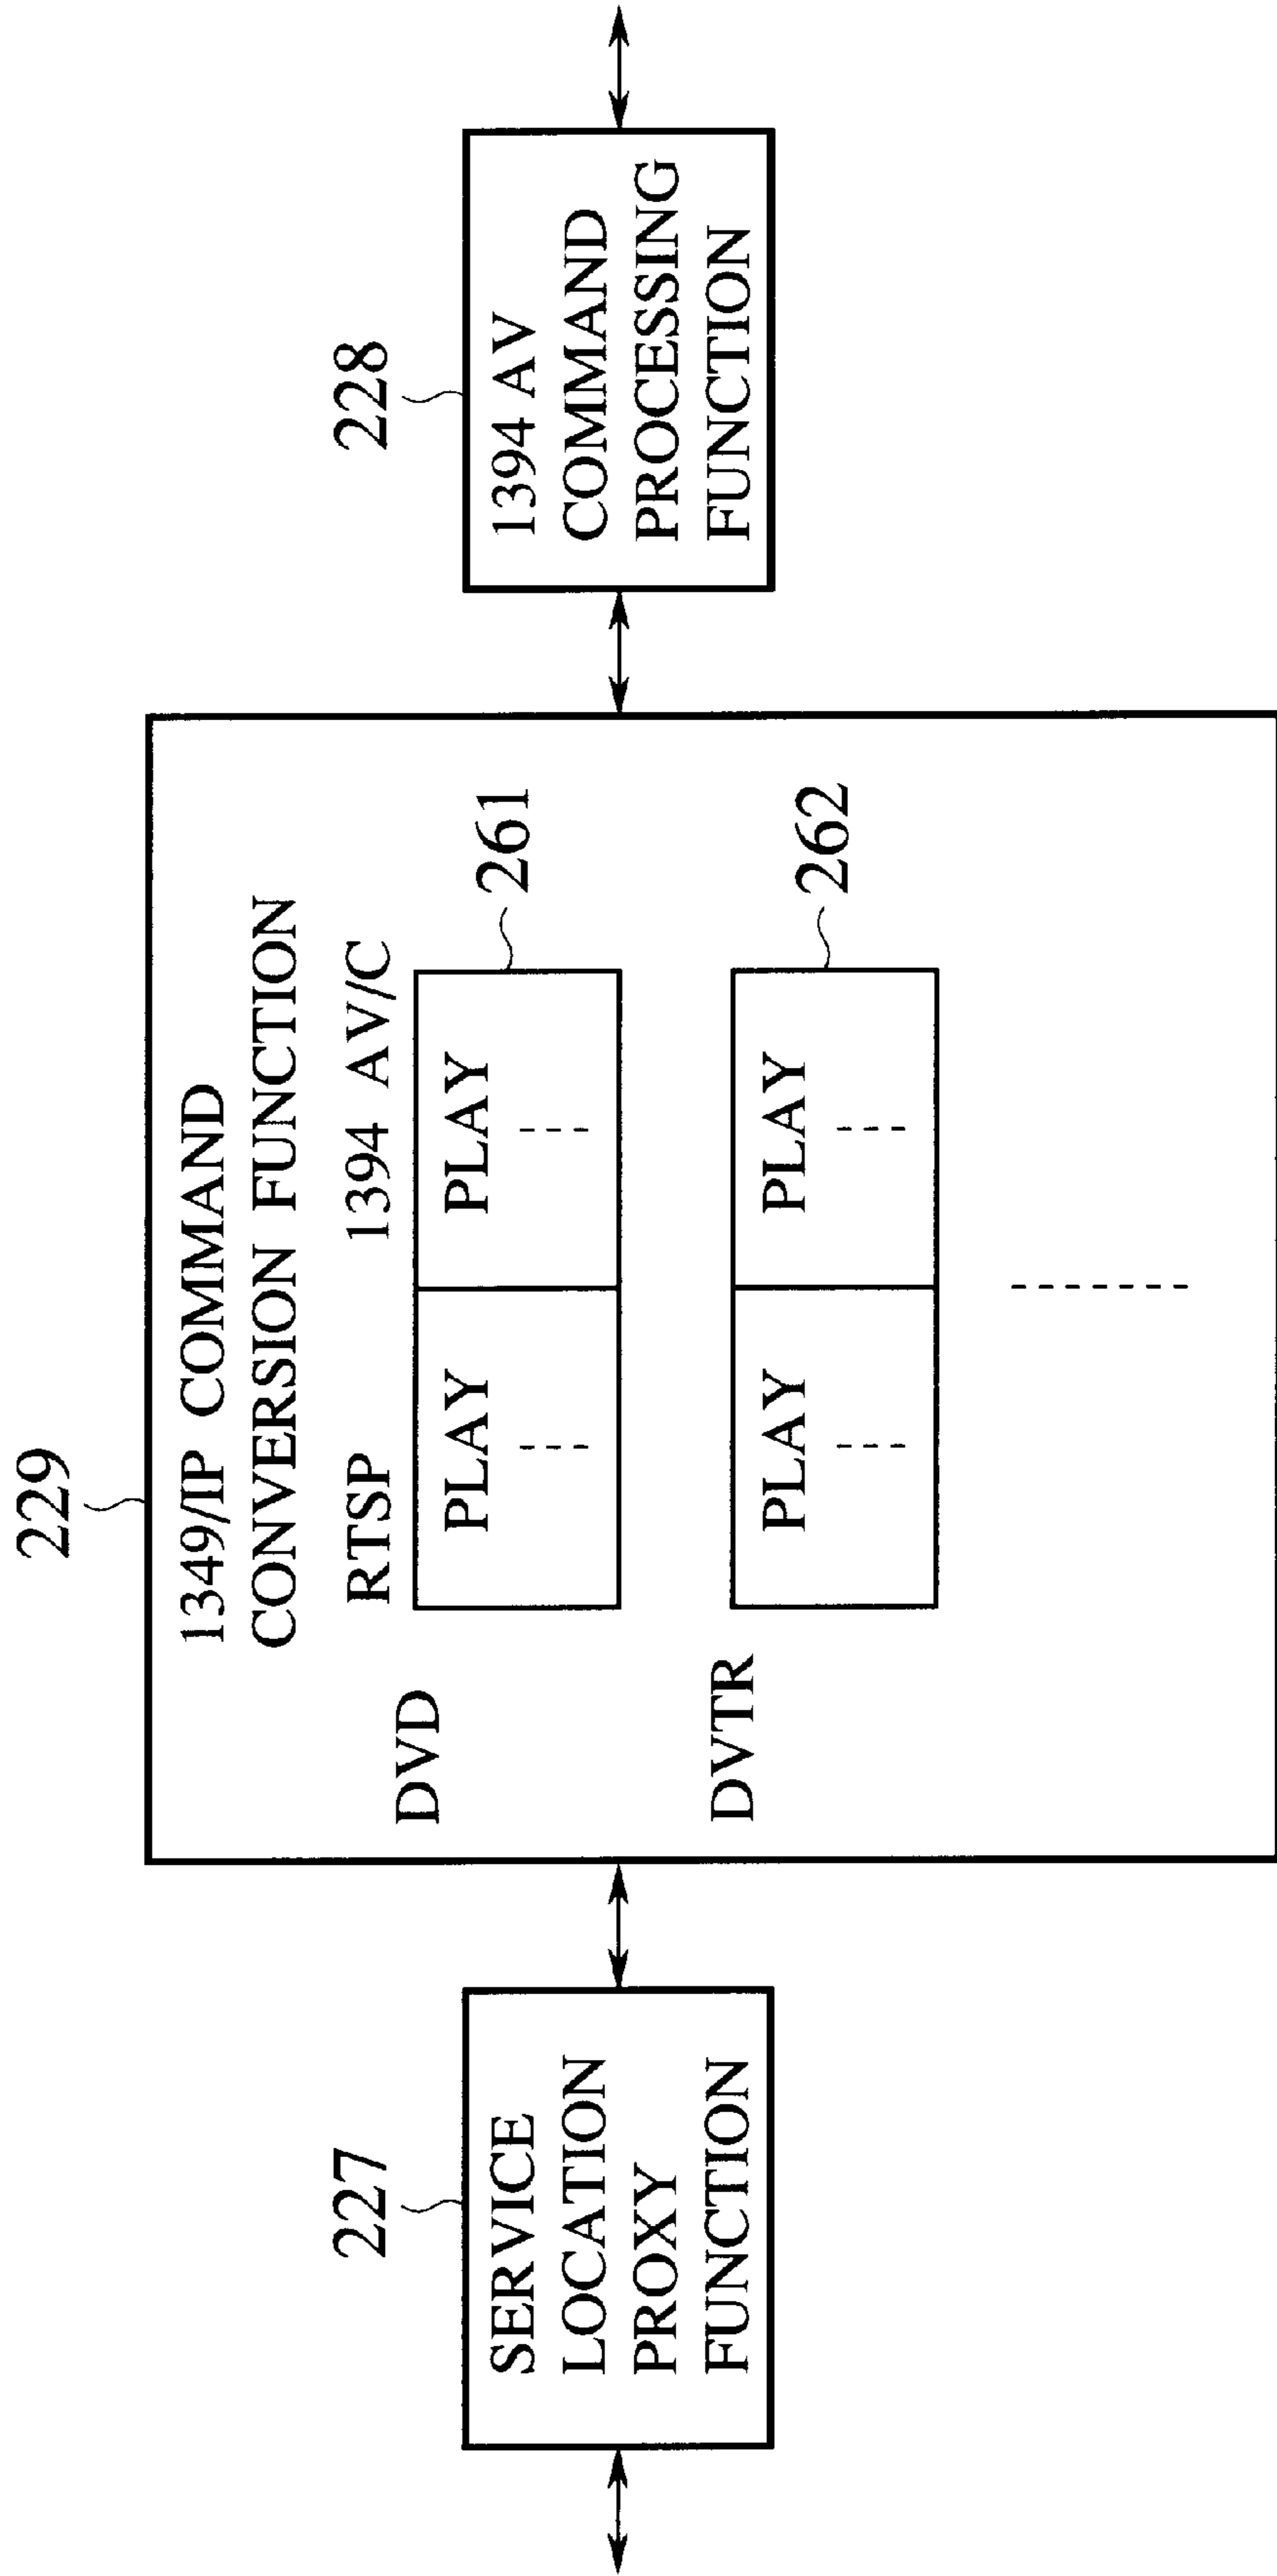 229
1349/IP COMMAND
CONVERSION FUNCTION
RTSP 1394 AV/C
DVD
PLAY PLAY
261
DVTR
PLAY PLAY
262
227
SERVICE
LOCATION
PROXY
FUNCTION
228
1394 AV
COMMAND
PROCESSING
FUNCTION